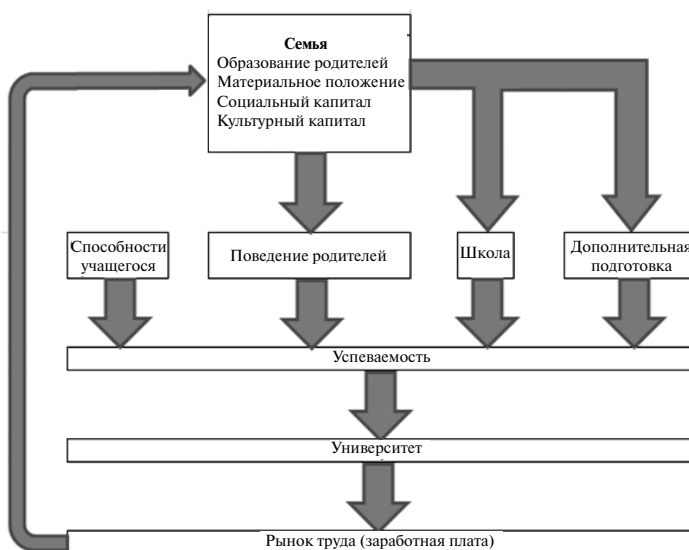 Семья
Образование родителей
Материальное положение
Социальный капитал
Культурный капитал
Способности
учащегося
Поведение родителей
Школа
Дополнительная
подготовка
Успеваемость
Университет
Рынок труда (заработная плата)